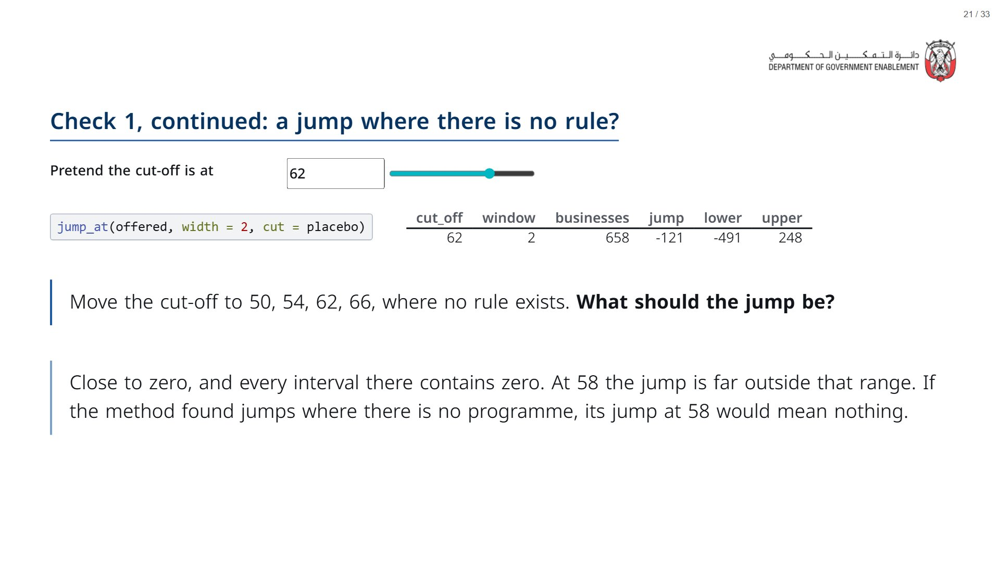 21 / 33
دائرة التمكين الحكومي
DEPARTMENT OF GOVERNMENT ENABLEMENT
Check 1, continued: a jump where there is no rule?
Pretend the cut-off is at
62
jump_at(offered, width = 2, cut = placebo)
cut_off window businesses jump lower upper
62 2 658 -121 -491 248
Move the cut-off to 50, 54, 62, 66, where no rule exists. What should the jump be?
Close to zero, and every interval there contains zero. At 58 the jump is far outside that range. If
the method found jumps where there is no programme, its jump at 58 would mean nothing.